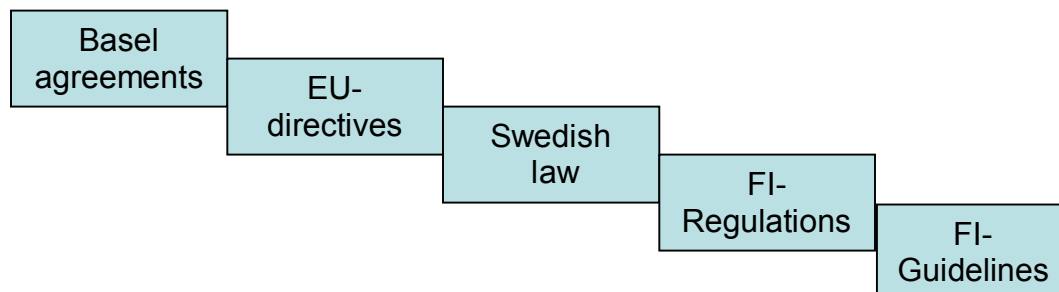 Basel
agreements
EU-
directives
Swedish
law
FI-
Regulations
FI-
Guidelines